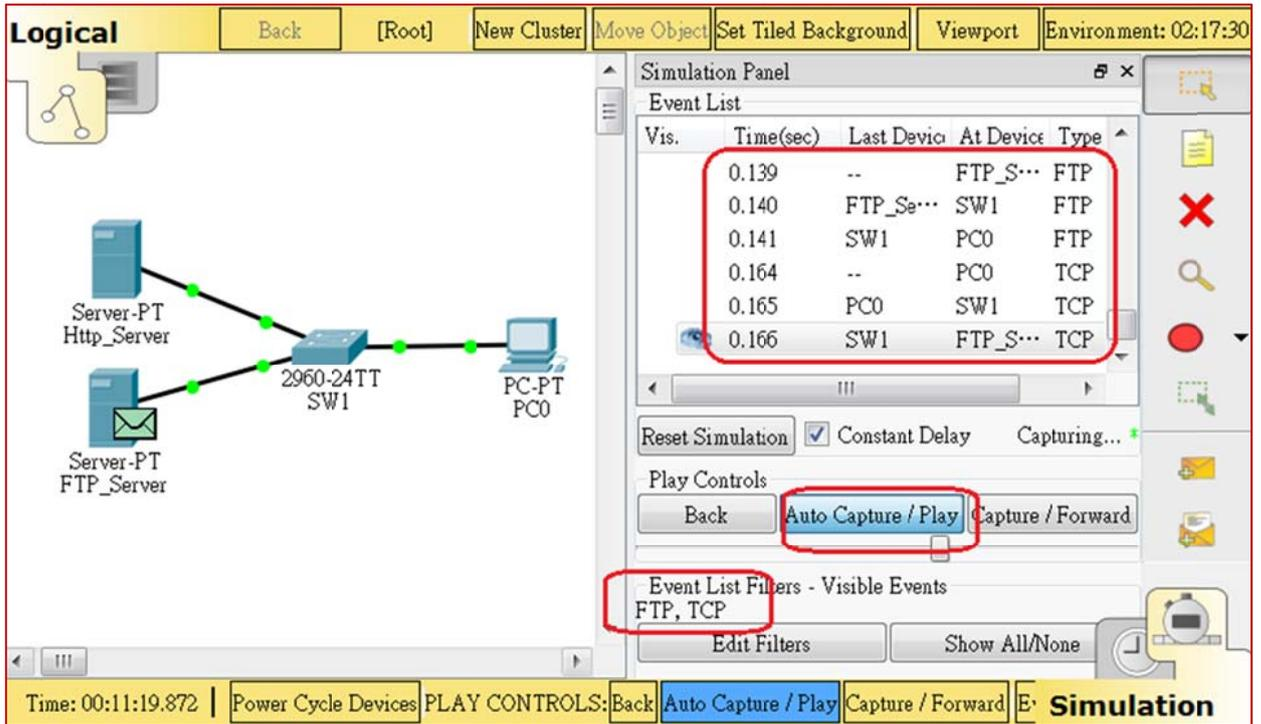 Logical
Back
[Root]
New Cluster
Move Object
Set Tiled Background
Viewport
Environment: 02:17:30
Server-PT
Http_Server
2960-24TT
SW1
PC-PT
PC0
Server-PT
FTP_Server
Simulation Panel
Event List
Vis. Time(sec) Last Devic At Device Type
0.139 -- FTP_S... FTP
0.140 FTP_Se... SW1 FTP
0.141 SW1 PC0 FTP
0.164 -- PC0 TCP
0.165 PC0 SW1 TCP
0.166 SW1 FTP_S... TCP
Reset Simulation Constant Delay Capturing... *
Play Controls
Back Auto Capture / Play Capture / Forward
Event List Filters - Visible Events
FTP, TCP
Edit Filters Show All/None
Time: 00:11:19.872 Power Cycle Devices PLAY CONTROLS: Back Auto Capture / Play Capture / Forward Simulation